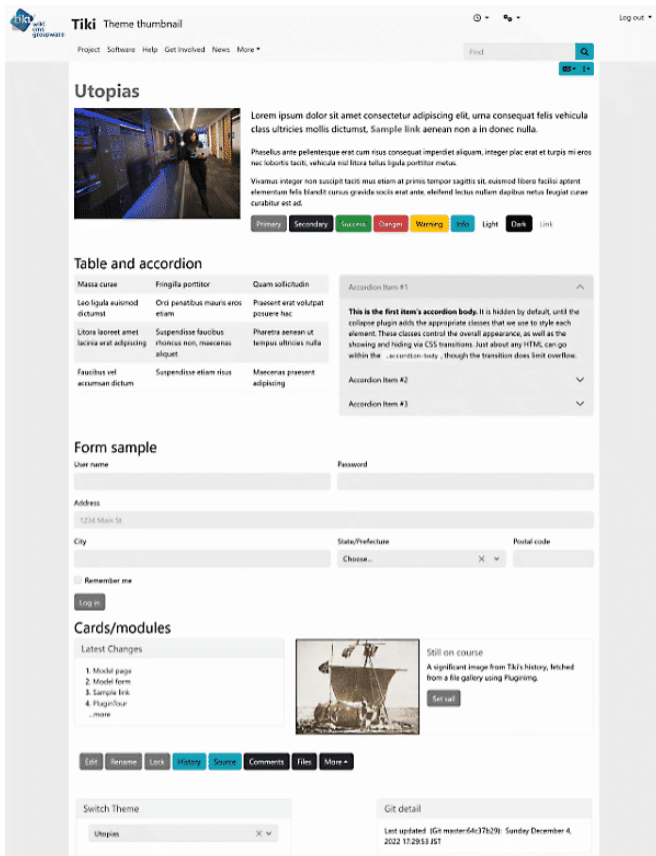 tiki wiki cms groupware
Tiki Theme thumbnail
Log out
Project Software Help Get involved News More
Find
Utopias
Lorem ipsum dolor sit amet consectetur adipiscing elit, urna consequat felis vehicula
class ultricies mollis dictumst, Sample link aenean non a in donec nulla.
Phasellus ante pellentesque erat cum risus consequat imperdiet aliquam, integer plac erat et turpis mi eros
nec lobortis taciti, vehicula nisl litora tellus ligula porttitor metus.
Vivamus integer non suscipit taciti mus etiam at primis tempor sagittis sit, euismod libero facilisi aptent
elementum felis blandit cursus gravida sociis erat ante, eleifend lectus nullam dapibus netus feugiat curae
curabitur est ad.
Primary Secondary Success Danger Warning Info Light Dark Link
Table and accordion
Massa curae Fringilla porttitor Quam sollicitudin
Leo ligula euismod dictumst Orci penatibus mauris eros etiam Praesent erat volutpat posuere hac
Litora laoreet amet lacinia erat adipiscing Suspendisse faucibus rhoncus non, maecenas aliquet Pharetra aenean ut tempus ultricies nulla
Faucibus vel accumsan dictum Suspendisse etiam risus Maecenas praesent adipiscing
Accordion Item #1
This is the first item's accordion body. It is hidden by default, until the
collapse plugin adds the appropriate classes that we use to style each
element. These classes control the overall appearance, as well as the
showing and hiding via CSS transitions. Just about any HTML can go
within the .accordion-body, though the transition does limit overflow.
Accordion Item #2
Accordion Item #3
Form sample
User name Password
Address
1234 Main St
City State/Prefecture Postal code
Choose...
Remember me
Log in
Cards/modules
Latest Changes
1. Model page
2. Model form
3. Sample link
4. PluginTour
...more
Still on course
A significant image from Tiki's history, fetched
from a file gallery using PluginImg.
Set sail
Edit Rename Lock History Source Comments Files More
Switch Theme
Utopias
Git detail
Last updated (Git master:64c37b29): Sunday December 4,
2022 17:29:53 JST